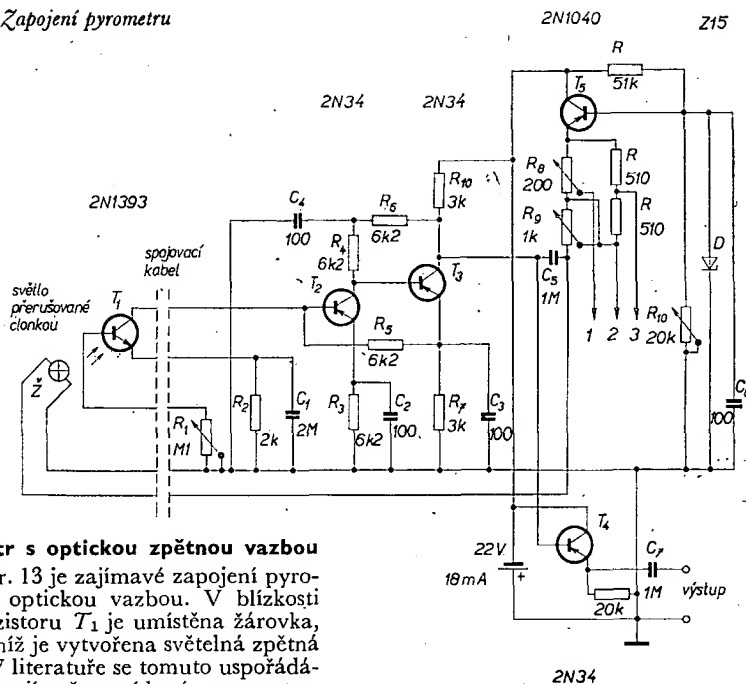 Zapojení pyrometru
2N1040
Z15
R
51k
T5
2N34
2N34
R8
200
R
510
R10
3k
2N1393
C4
100
R6
6k2
R9
1k
R
510
D
R4
6k2
spojovací
kabel
T3
C5
1M
světlo
přerušované
clonkou
T1
T2
R5
6k2
1 2 3
R10
20k
Ž
R1
M1
R2
2k
C1
2M
R3
6k2
C2
100
R7
3k
C3
100
100
T4
22V
18mA
+
C7
1M
20k
výstup
2N34
tr s optickou zpětnou vazbou
r. 13 je zajímavé zapojení pyro-
optickou vazbou. V blízkosti
zistoru T1 je umístěna žárovka,
níž je vytvořena světelná zpětná
V literatuře se tomuto uspořádá-